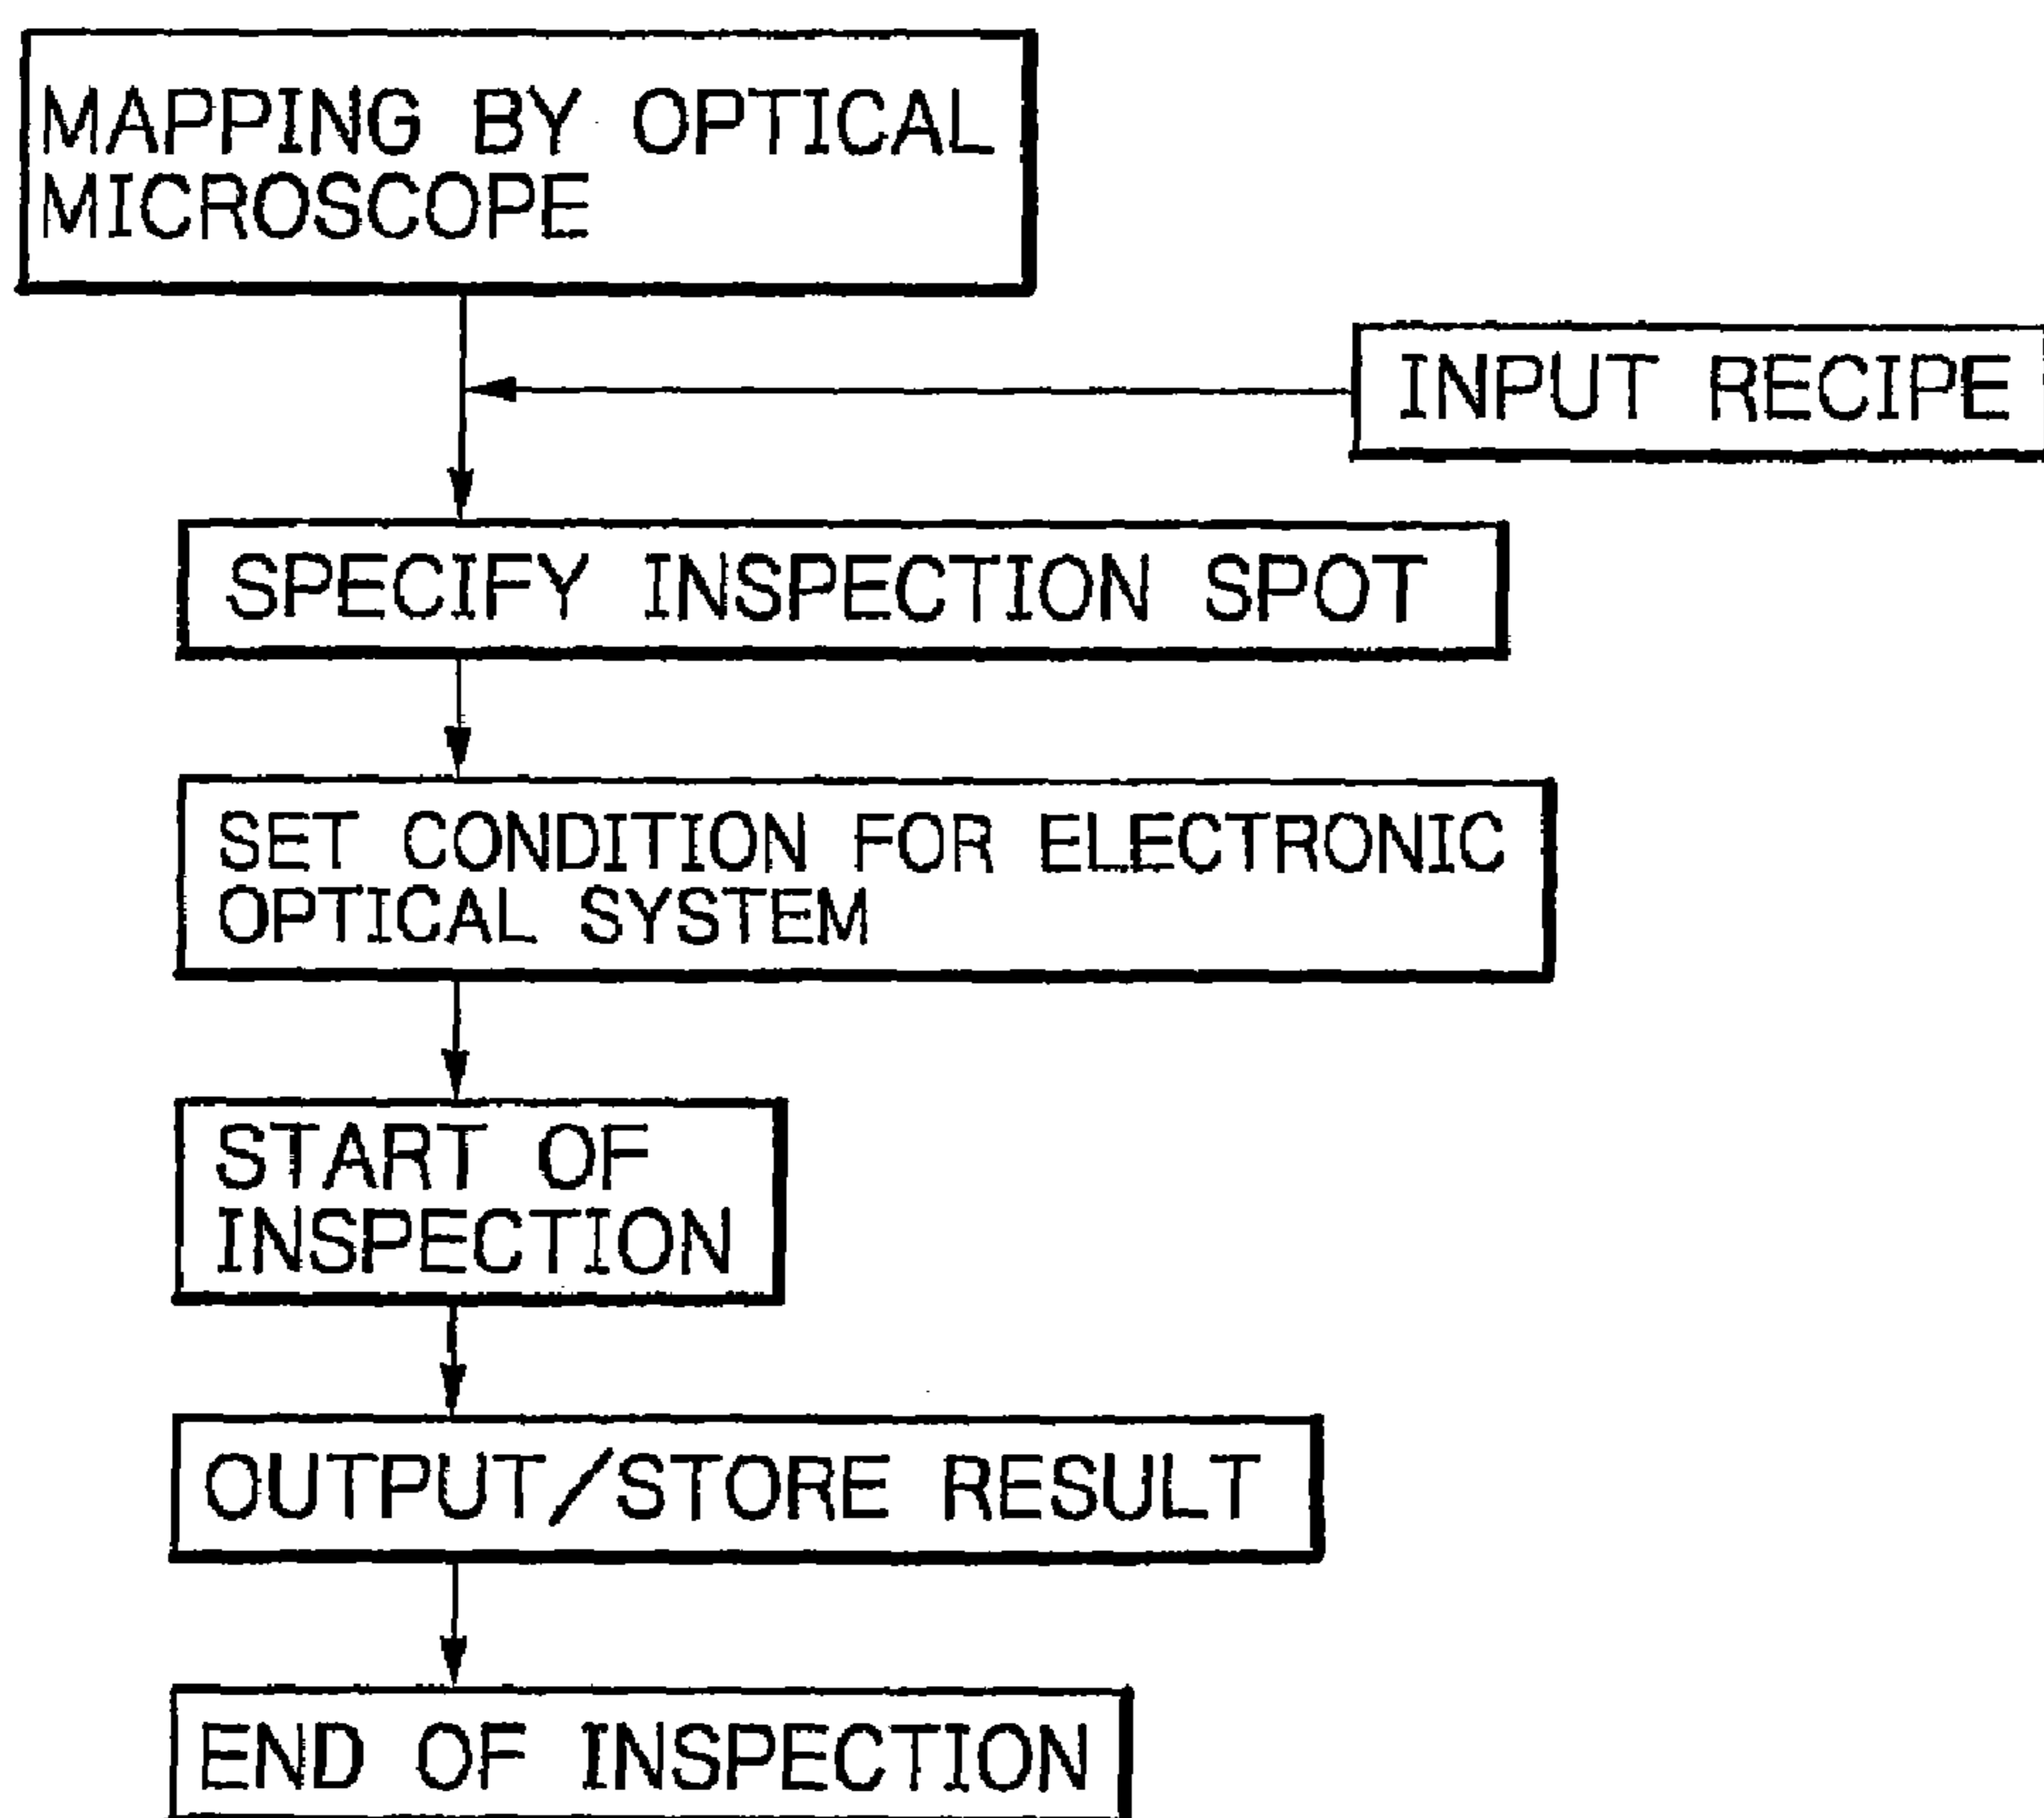 MAPPING BY OPTICAL
MICROSCOPE
INPUT RECIPE
SPECIFY INSPECTION SPOT
SET CONDITION FOR ELECTRONIC
OPTICAL SYSTEM
START OF
INSPECTION
OUTPUT/STORE RESULT
END OF INSPECTION